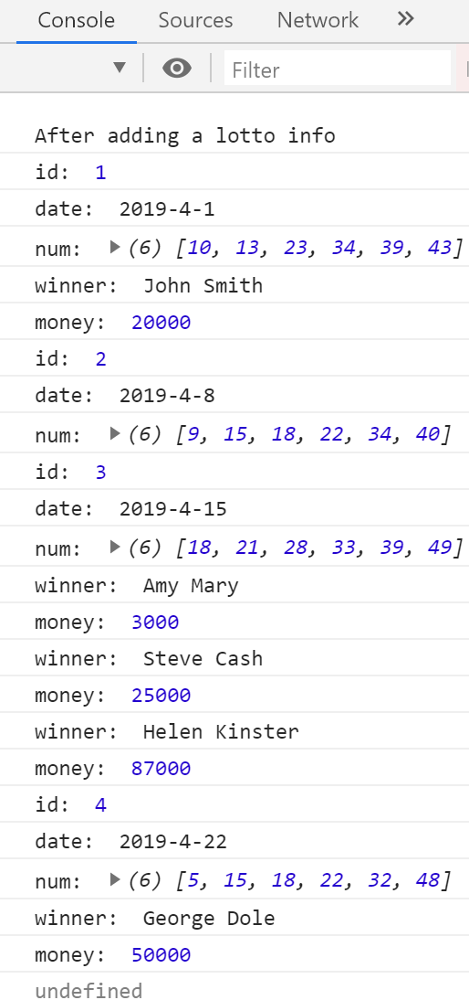 Console Sources Network »
Filter
After adding a lotto info
id: 1
date: 2019-4-1
num: (6) [10, 13, 23, 34, 39, 43]
winner: John Smith
money: 20000
id: 2
date: 2019-4-8
num: (6) [9, 15, 18, 22, 34, 40]
id: 3
date: 2019-4-15
num: (6) [18, 21, 28, 33, 39, 49]
winner: Amy Mary
money: 3000
winner: Steve Cash
money: 25000
winner: Helen Kinster
money: 87000
id: 4
date: 2019-4-22
num: (6) [5, 15, 18, 22, 32, 48]
winner: George Dole
money: 50000
undefined